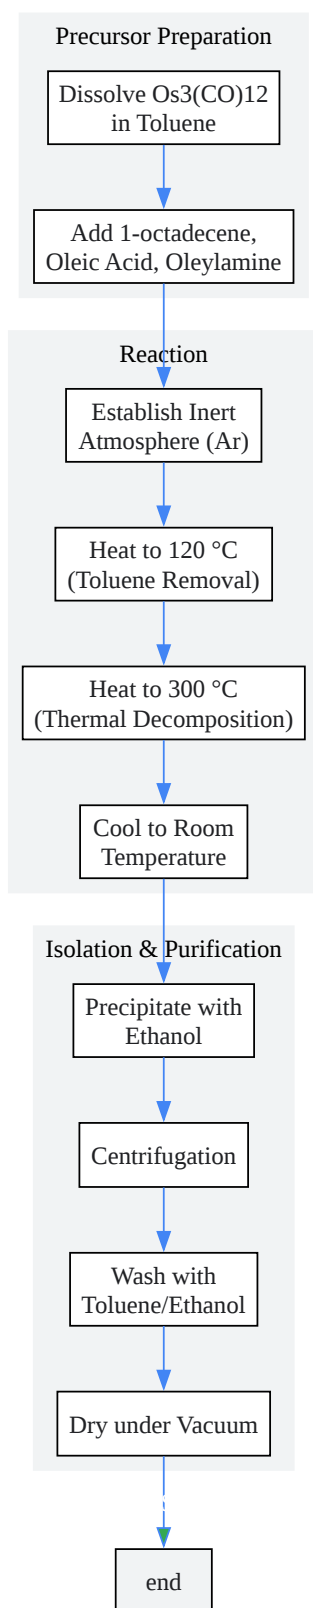 Precursor Preparation
Dissolve Os3(CO)12
in Toluene
Add 1-octadecene,
Oleic Acid, Oleylamine
Reaction
Establish Inert
Atmosphere (Ar)
Heat to 120 °C
(Toluene Removal)
Heat to 300 °C
(Thermal Decomposition)
Cool to Room
Temperature
Isolation & Purification
Precipitate with
Ethanol
Centrifugation
Wash with
Toluene/Ethanol
Dry under Vacuum
end